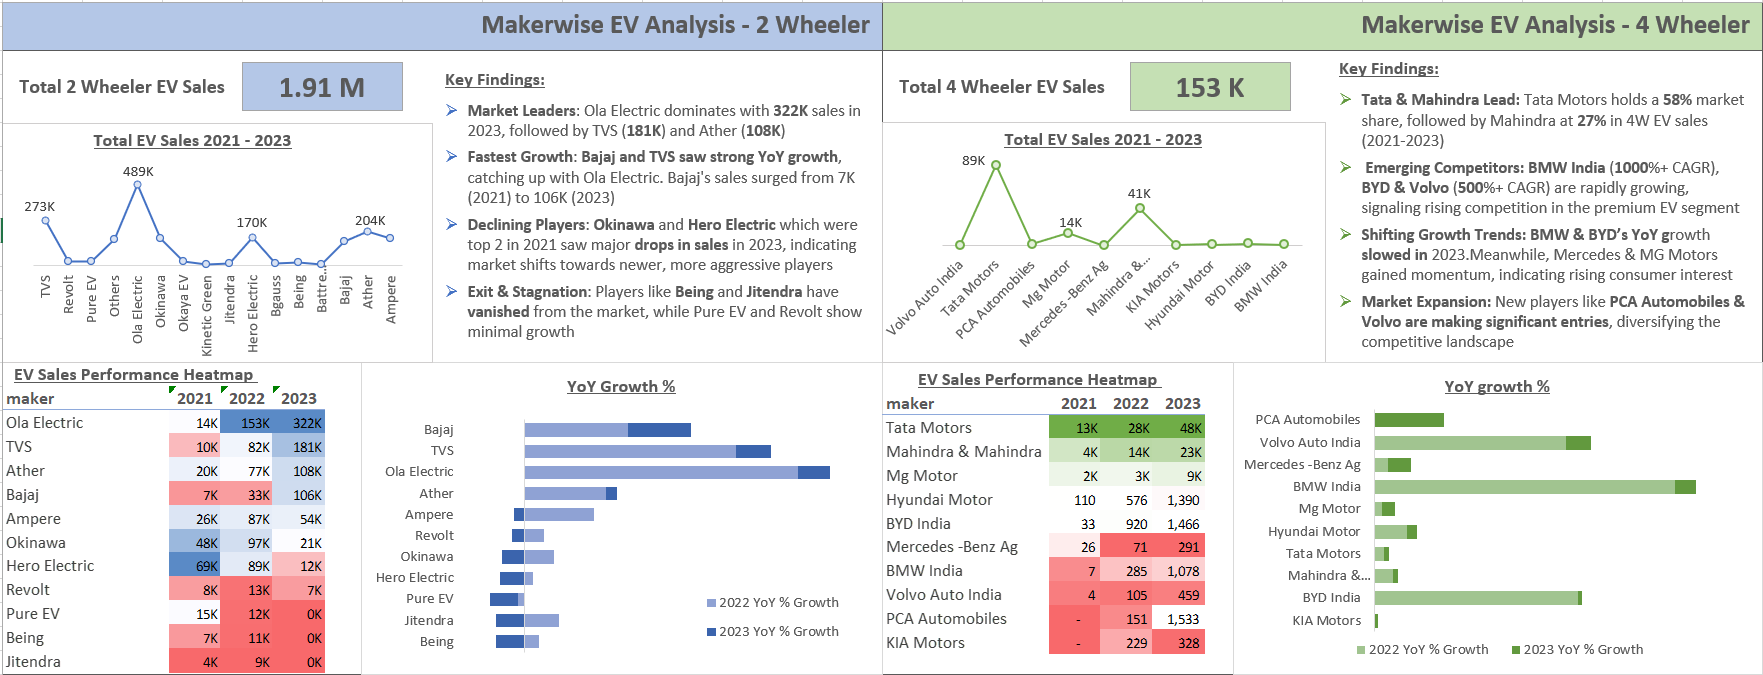 Makerwise EV Analysis - 2 Wheeler
Total 2 Wheeler EV Sales
1.91 M
Key Findings:
Market Leaders: Ola Electric dominates with 322K sales in
2023, followed by TVS (181K) and Ather (108K)
Fastest Growth: Bajaj and TVS saw strong YoY growth,
catching up with Ola Electric. Bajaj's sales surged from 7K
(2021) to 106K (2023)
Declining Players: Okinawa and Hero Electric which were
top 2 in 2021 saw major drops in sales in 2023, indicating
market shifts towards newer, more aggressive players
Exit & Stagnation: Players like Being and Jitendra have
vanished from the market, while Pure EV and Revolt show
minimal growth
Total EV Sales 2021 - 2023
273K
489K
170K
204K
TVS
Revolt
Pure EV
Others
Ola Electric
Okinawa
Okaya EV
Kinetic Green
Jitendra
Hero Electric
Bgauss
Being
Battre...
Bajaj
Ather
Ampere
EV Sales Performance Heatmap
maker 2021 2022 2023
Ola Electric 14K 153K 322K
TVS 10K 82K 181K
Ather 20K 77K 108K
Bajaj 7K 33K 106K
Ampere 26K 87K 54K
Okinawa 48K 97K 21K
Hero Electric 69K 89K 12K
Revolt 8K 13K 7K
Pure EV 15K 12K 0K
Being 7K 11K 0K
Jitendra 4K 9K 0K
YoY Growth %
Bajaj
TVS
Ola Electric
Ather
Ampere
Revolt
Okinawa
Hero Electric
Pure EV
Jitendra
Being
2022 YoY % Growth
2023 YoY % Growth
Makerwise EV Analysis - 4 Wheeler
Total 4 Wheeler EV Sales
153 K
Key Findings:
Tata & Mahindra Lead: Tata Motors holds a 58% market
share, followed by Mahindra at 27% in 4W EV sales
(2021-2023)
Emerging Competitors: BMW India (1000%+ CAGR),
BYD & Volvo (500%+ CAGR) are rapidly growing,
signaling rising competition in the premium EV segment
Shifting Growth Trends: BMW & BYD's YoY growth
slowed in 2023.Meanwhile, Mercedes & MG Motors
gained momentum, indicating rising consumer interest
Market Expansion: New players like PCA Automobiles &
Volvo are making significant entries, diversifying the
competitive landscape
Total EV Sales 2021 - 2023
89K
14K
41K
Volvo Auto India
Tata Motors
PCA Automobiles
Mg Motor
Mercedes -Benz Ag
Mahindra &...
KIA Motors
Hyundai Motor
BYD India
BMW India
EV Sales Performance Heatmap
maker 2021 2022 2023
Tata Motors 13K 28K 48K
Mahindra & Mahindra 4K 14K 23K
Mg Motor 2K 3K 9K
Hyundai Motor 110 576 1,390
BYD India 33 920 1,466
Mercedes -Benz Ag 26 71 291
BMW India 7 285 1,078
Volvo Auto India 4 105 459
PCA Automobiles - 151 1,533
KIA Motors - 229 328
YoY growth %
PCA Automobiles
Volvo Auto India
Mercedes -Benz Ag
BMW India
Mg Motor
Hyundai Motor
Tata Motors
Mahindra &...
BYD India
KIA Motors
2022 YoY % Growth
2023 YoY % Growth